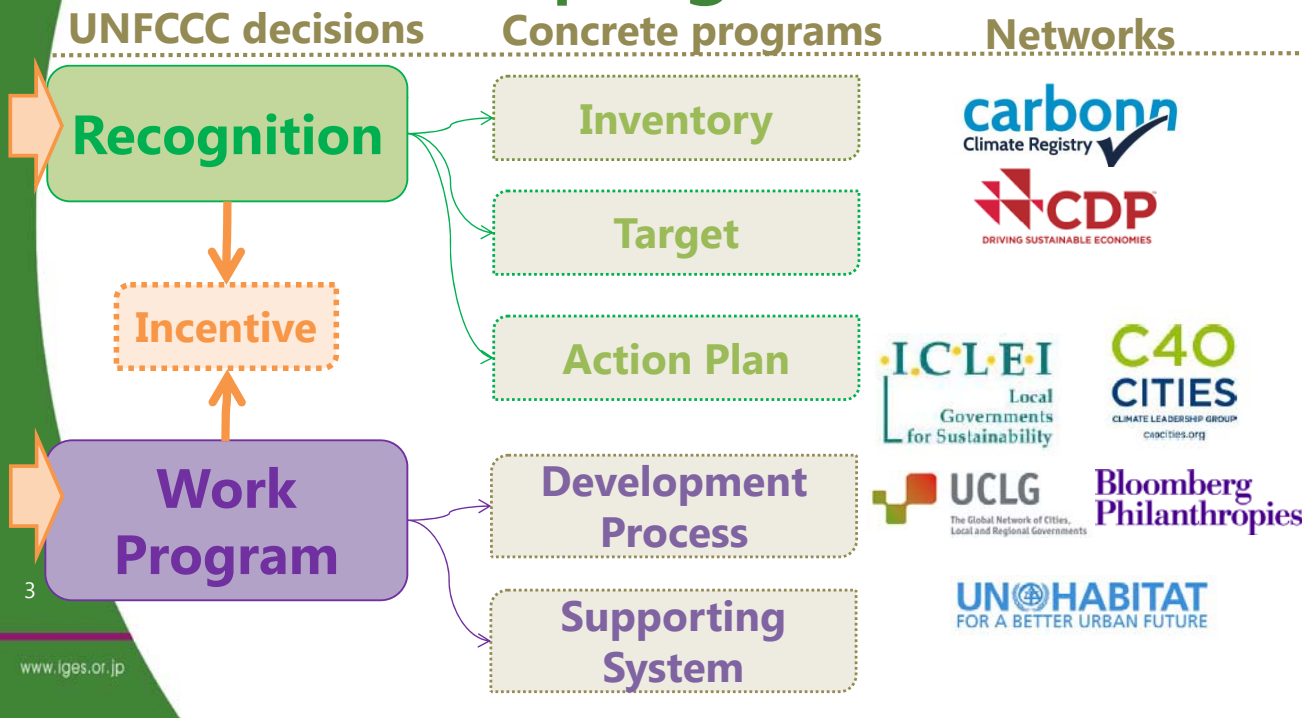 UNFCCC decisions
Concrete programs
Networks
Recognition
Incentive
Work
Program
Inventory
Target
Action Plan
Development
Process
Supporting
System
carbonn
Climate Registry
CDP
DRIVING SUSTAINABLE ECONOMIES
·I.C·L·E·I
Local
Governments
for Sustainability
C40
CITIES
CLIMATE LEADERSHIP GROUP
c40cities.org
UCLG
The Global Network of Cities,
Local and Regional Governments
Bloomberg
Philanthropies
UN HABITAT
FOR A BETTER URBAN FUTURE
3
www.iges.or.jp